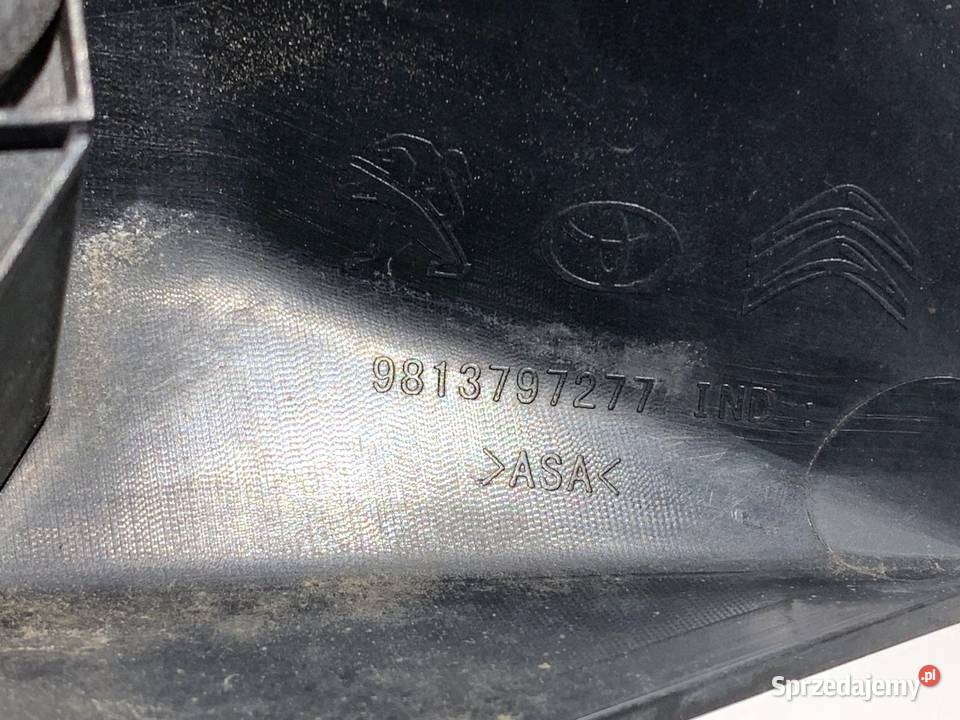 9813797277 IND :
>ASA<
Sprzedajemy.pl